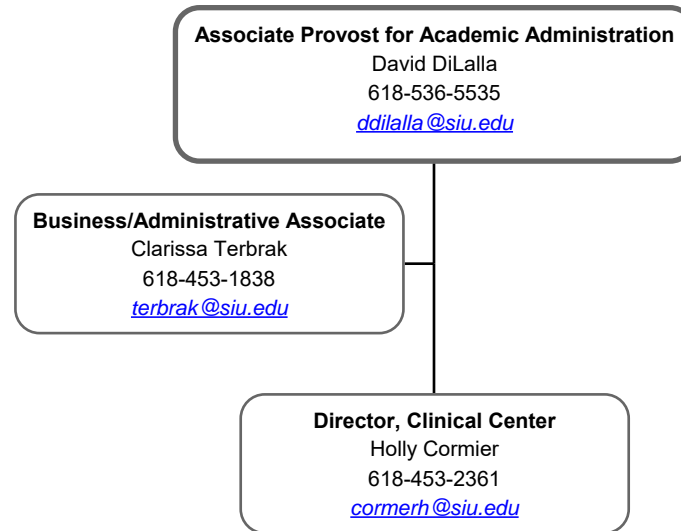 Associate Provost for Academic Administration
David DiLalla
618-536-5535
ddilalla@siu.edu
Business/Administrative Associate
Clarissa Terbrak
618-453-1838
terbrak@siu.edu
Director, Clinical Center
Holly Cormier
618-453-2361
cormerh@siu.edu